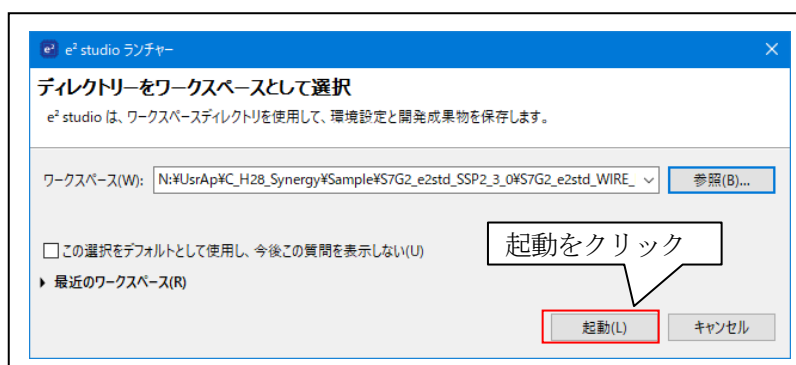 e² studio ランチャー
ディレクトリーをワークスペースとして選択
e² studio は、ワークスペースディレクトリを使用して、環境設定と開発成果物を保存します。
ワークスペース(W): N:¥UsrAp¥C_H28_Synergy¥Sample¥S7G2_e2std_SSP2_3_0¥S7G2_e2std_WIRE_ 参照(B)...
起動をクリック
この選択をデフォルトとして使用し、今後この質問を表示しない(U)
最近のワークスペース(R)
起動(L) キャンセル